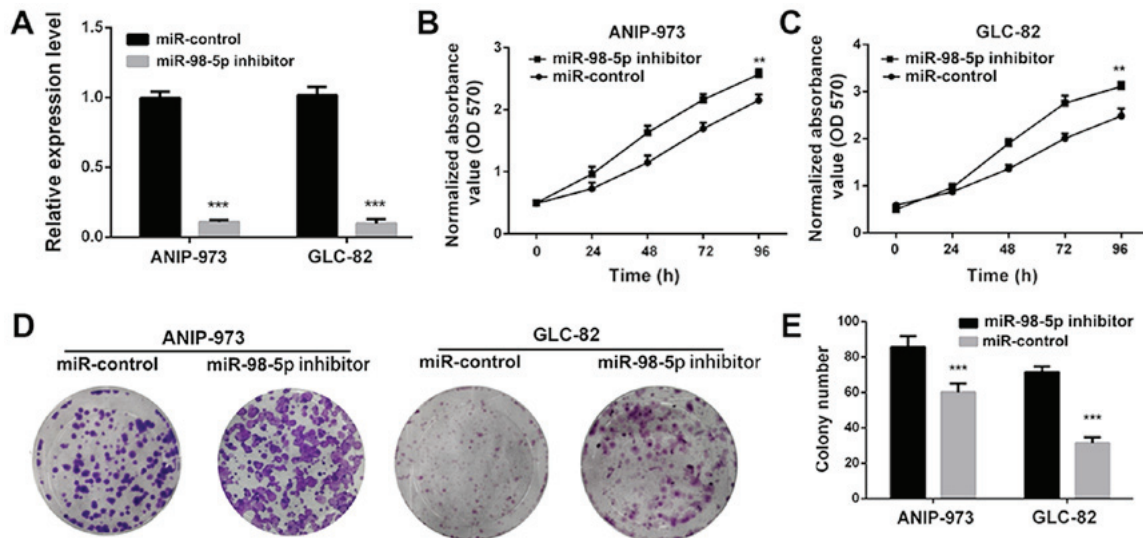 A
Relative expression level
1.5
1.0
0.5
0.0
miR-control
miR-98-5p inhibitor
***
***
ANIP-973
GLC-82
B
ANIP-973
Normalized absorbance
value (OD 570)
3
2
1
0
miR-98-5p inhibitor
miR-control
**
0 24 48 72 96
Time (h)
C
GLC-82
Normalized absorbance
value (OD 570)
4
3
2
1
0
miR-98-5p inhibitor
miR-control
**
0 24 48 72 96
Time (h)
D
ANIP-973
miR-control miR-98-5p inhibitor
GLC-82
miR-control miR-98-5p inhibitor
E
miR-98-5p inhibitor
miR-control
Colony number
100
80
60
40
20
0
***
***
ANIP-973
GLC-82